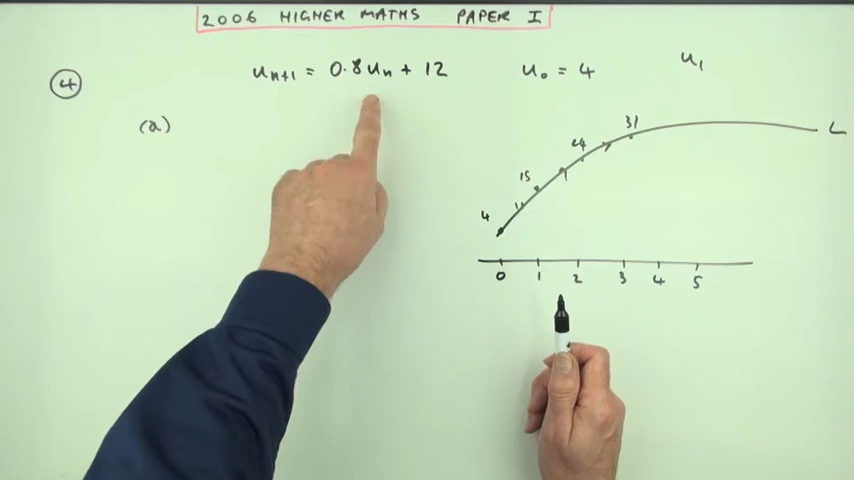 2006 HIGHER MATHS PAPER I
4
uₙ₊₁ = 0.8uₙ + 12
u₀ = 4
u₁
(a)
4
15
24
31
L
0 1 2 3 4 5